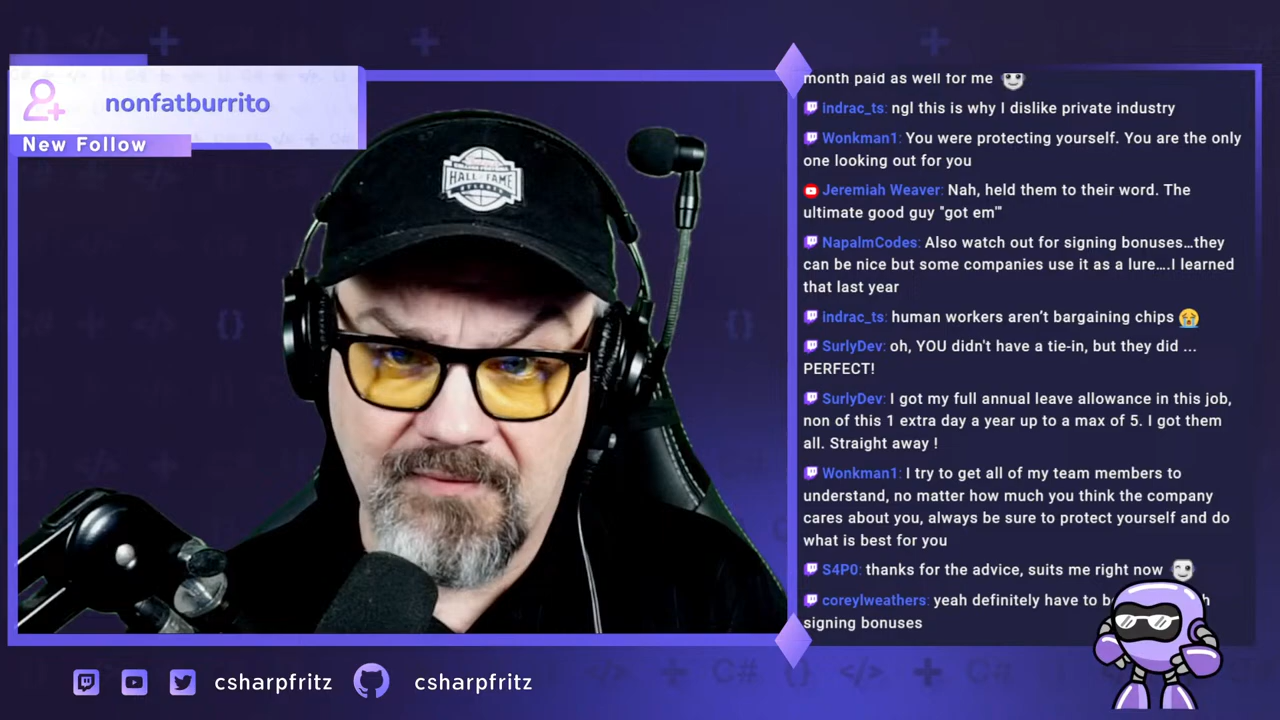 nonfatburrito
New Follow
HALL OF FAME
month paid as well for me
indrac_ts: ngl this is why I dislike private industry
Wonkman1: You were protecting yourself. You are the only
one looking out for you
Jeremiah Weaver: Nah, held them to their word. The
ultimate good guy "got em'"
NapalmCodes: Also watch out for signing bonuses...they
can be nice but some companies use it as a lure....I learned
that last year
indrac_ts: human workers aren't bargaining chips 😭
SurlyDev: oh, YOU didn't have a tie-in, but they did ...
PERFECT!
SurlyDev: I got my full annual leave allowance in this job,
non of this 1 extra day a year up to a max of 5. I got them
all. Straight away !
Wonkman1: I try to get all of my team members to
understand, no matter how much you think the company
cares about you, always be sure to protect yourself and do
what is best for you
S4P0: thanks for the advice, suits me right now
coreylweathers: yeah definitely have to
signing bonuses
csharpfritz
csharpfritz